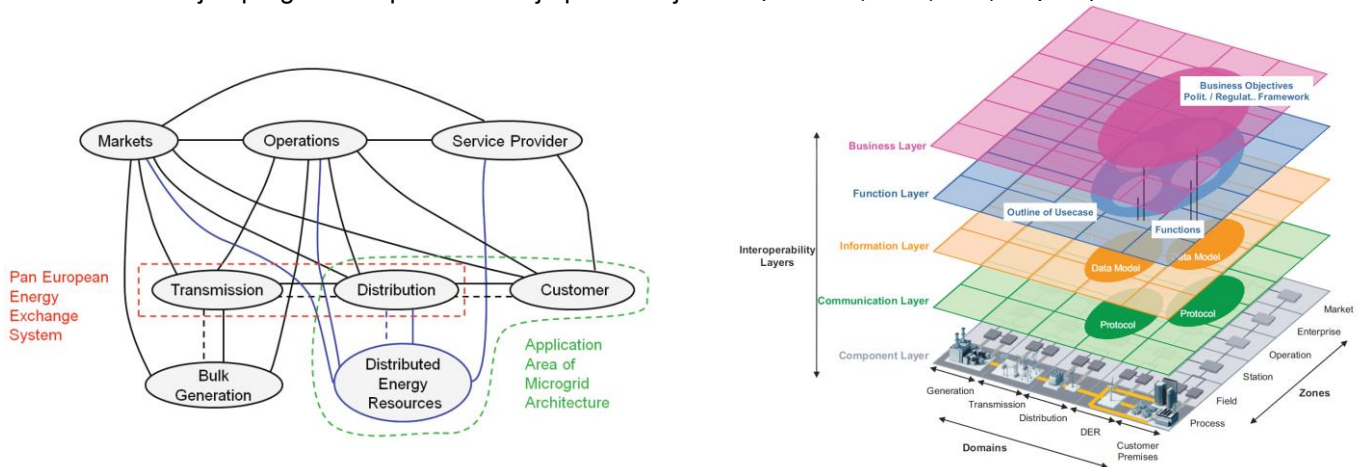 Markets
Operations
Service Provider
Pan European
Energy
Exchange
System
Transmission
Distribution
Customer
Bulk
Generation
Distributed
Energy
Resources
Application
Area of
Microgrid
Architecture
Business Objectives
Polit. / Regulat.. Framework
Business Layer
Function Layer
Outline of Usecase
Functions
Interoperability
Layers
Information Layer
Data Model
Data Model
Communication Layer
Protocol
Protocol
Component Layer
Market
Enterprise
Operation
Station
Field
Process
Zones
Generation
Transmission
Distribution
DER
Customer
Premises
Domains